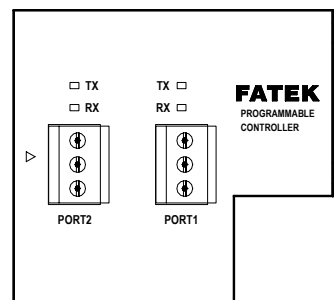 TX TX
RX RX
FATEK
PROGRAMMABLE
CONTROLLER
PORT2 PORT1